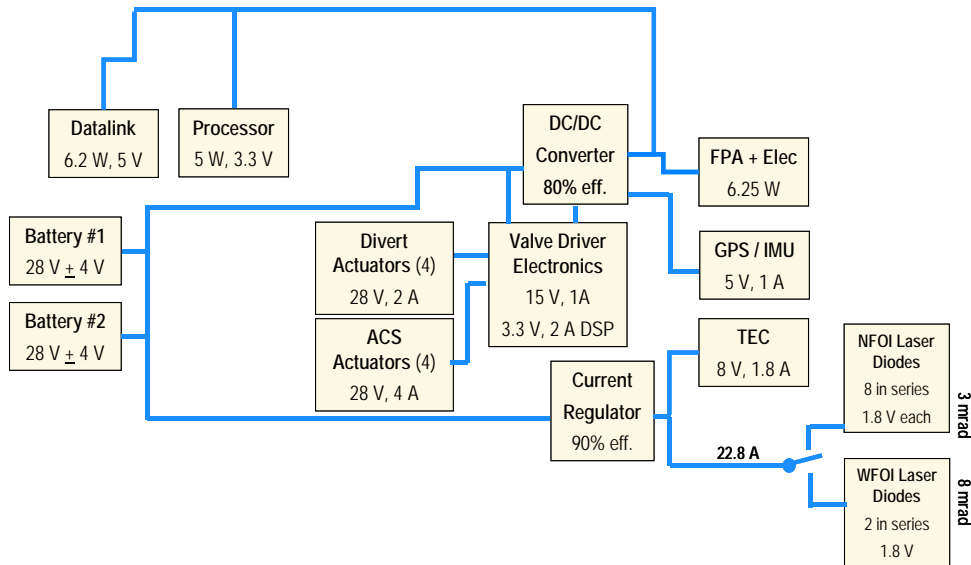 Datalink
6.2 W, 5 V
Processor
5 W, 3.3 V
DC/DC
Converter
80% eff.
FPA + Elec
6.25 W
Battery #1
28 V ± 4 V
Battery #2
28 V ± 4 V
Divert
Actuators (4)
28 V, 2 A
ACS
Actuators (4)
28 V, 4 A
Valve Driver
Electronics
15 V, 1A
3.3 V, 2 A DSP
GPS / IMU
5 V, 1 A
TEC
8 V, 1.8 A
Current
Regulator
90% eff.
22.8 A
NFOI Laser
Diodes
8 in series
1.8 V each
3 mrad
WFOI Laser
Diodes
2 in series
1.8 V
8 mrad